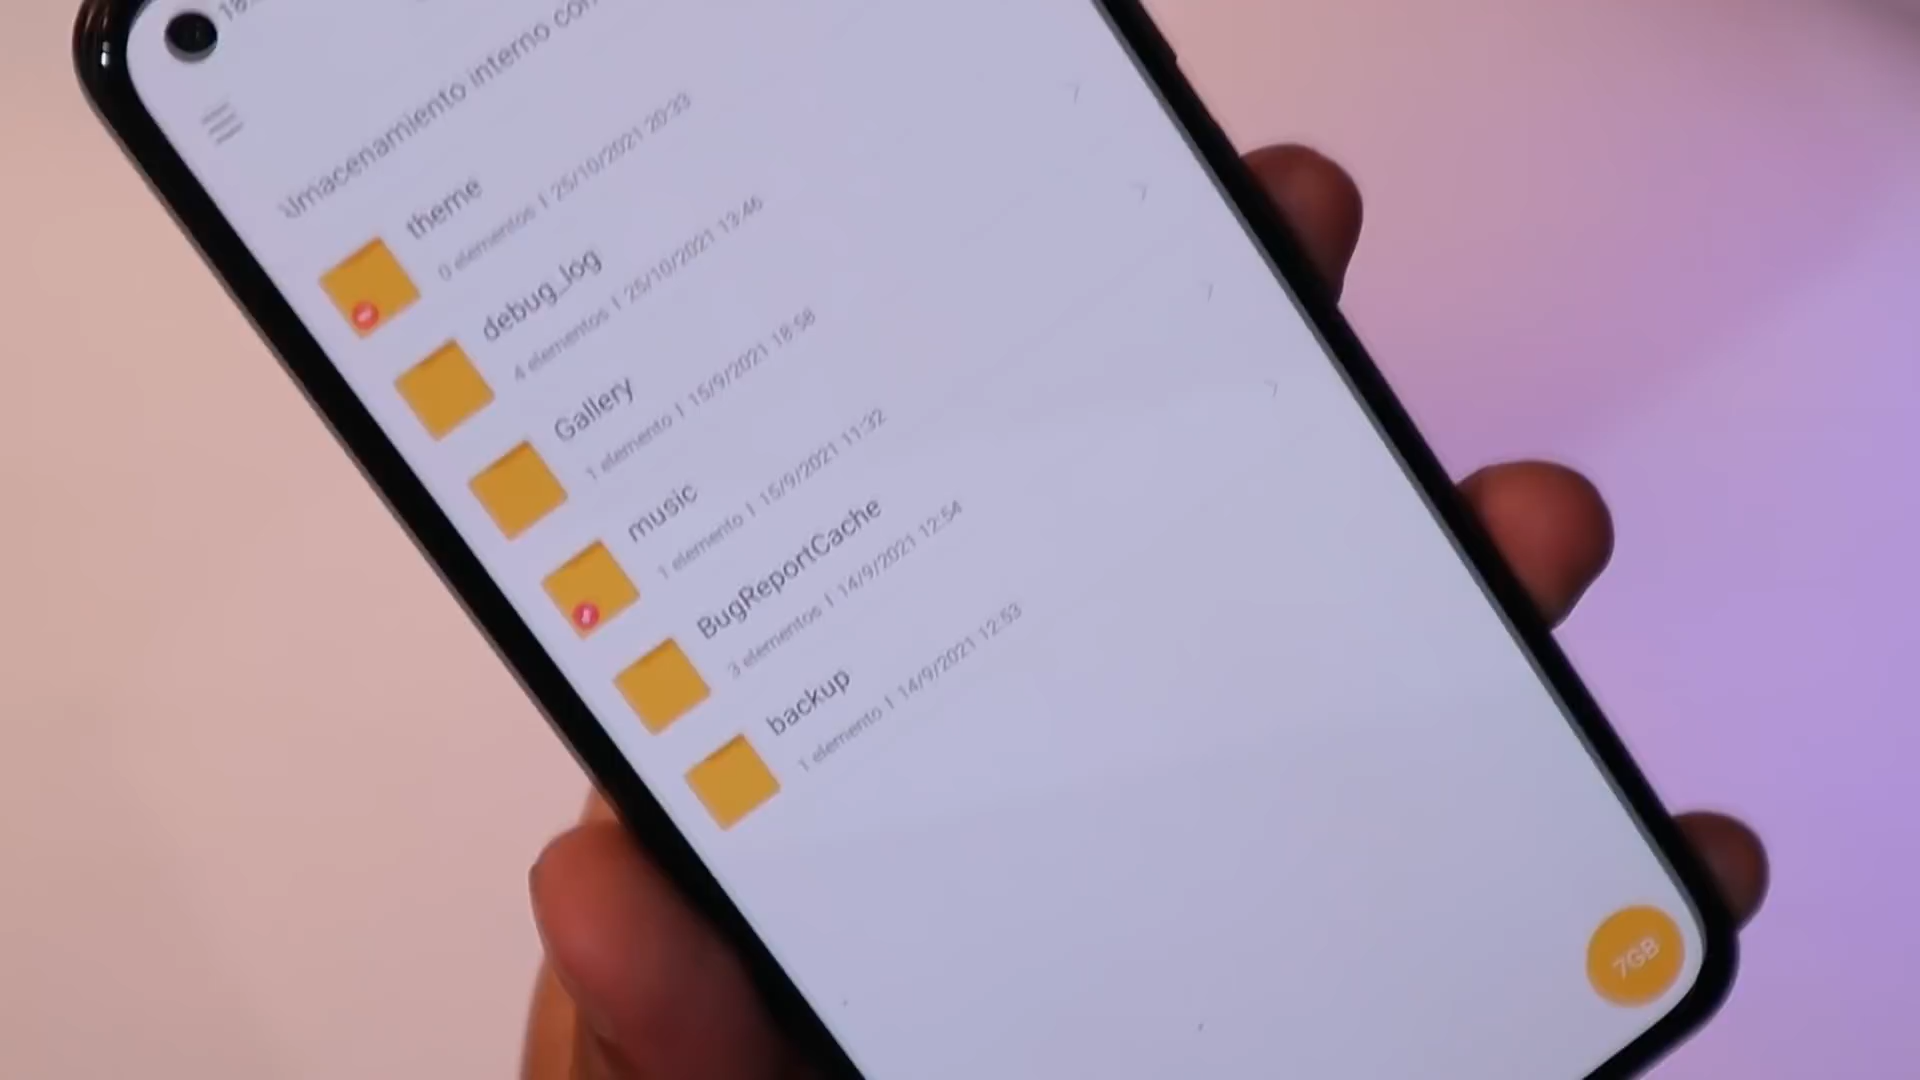 Almacenamiento interno
theme
0 elementos | 25/10/2021 20:33
debug_log
4 elementos | 25/10/2021 13:46
Gallery
1 elemento | 15/9/2021 18:58
music
1 elemento | 15/9/2021 11:32
BugReportCache
3 elementos | 14/9/2021 12:54
backup
1 elemento | 14/9/2021 12:53
7GB